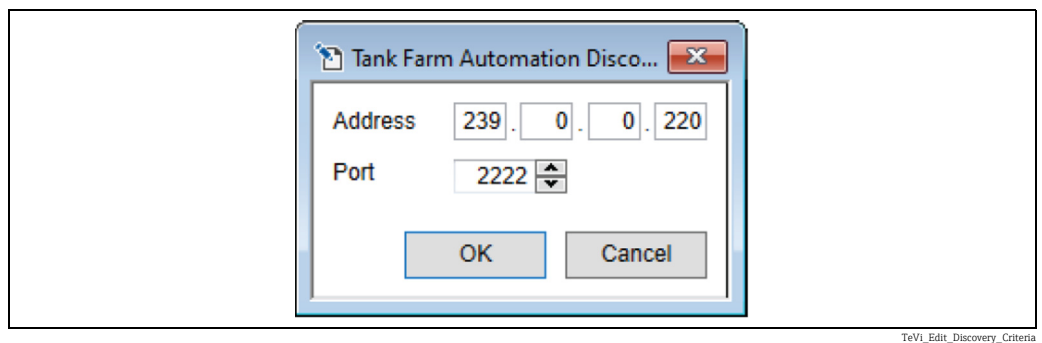 Tank Farm Automation Disco...
Address 239 . 0 . 0 . 220
Port 2222
OK Cancel
TeVi_Edit_Discovery_Criteria